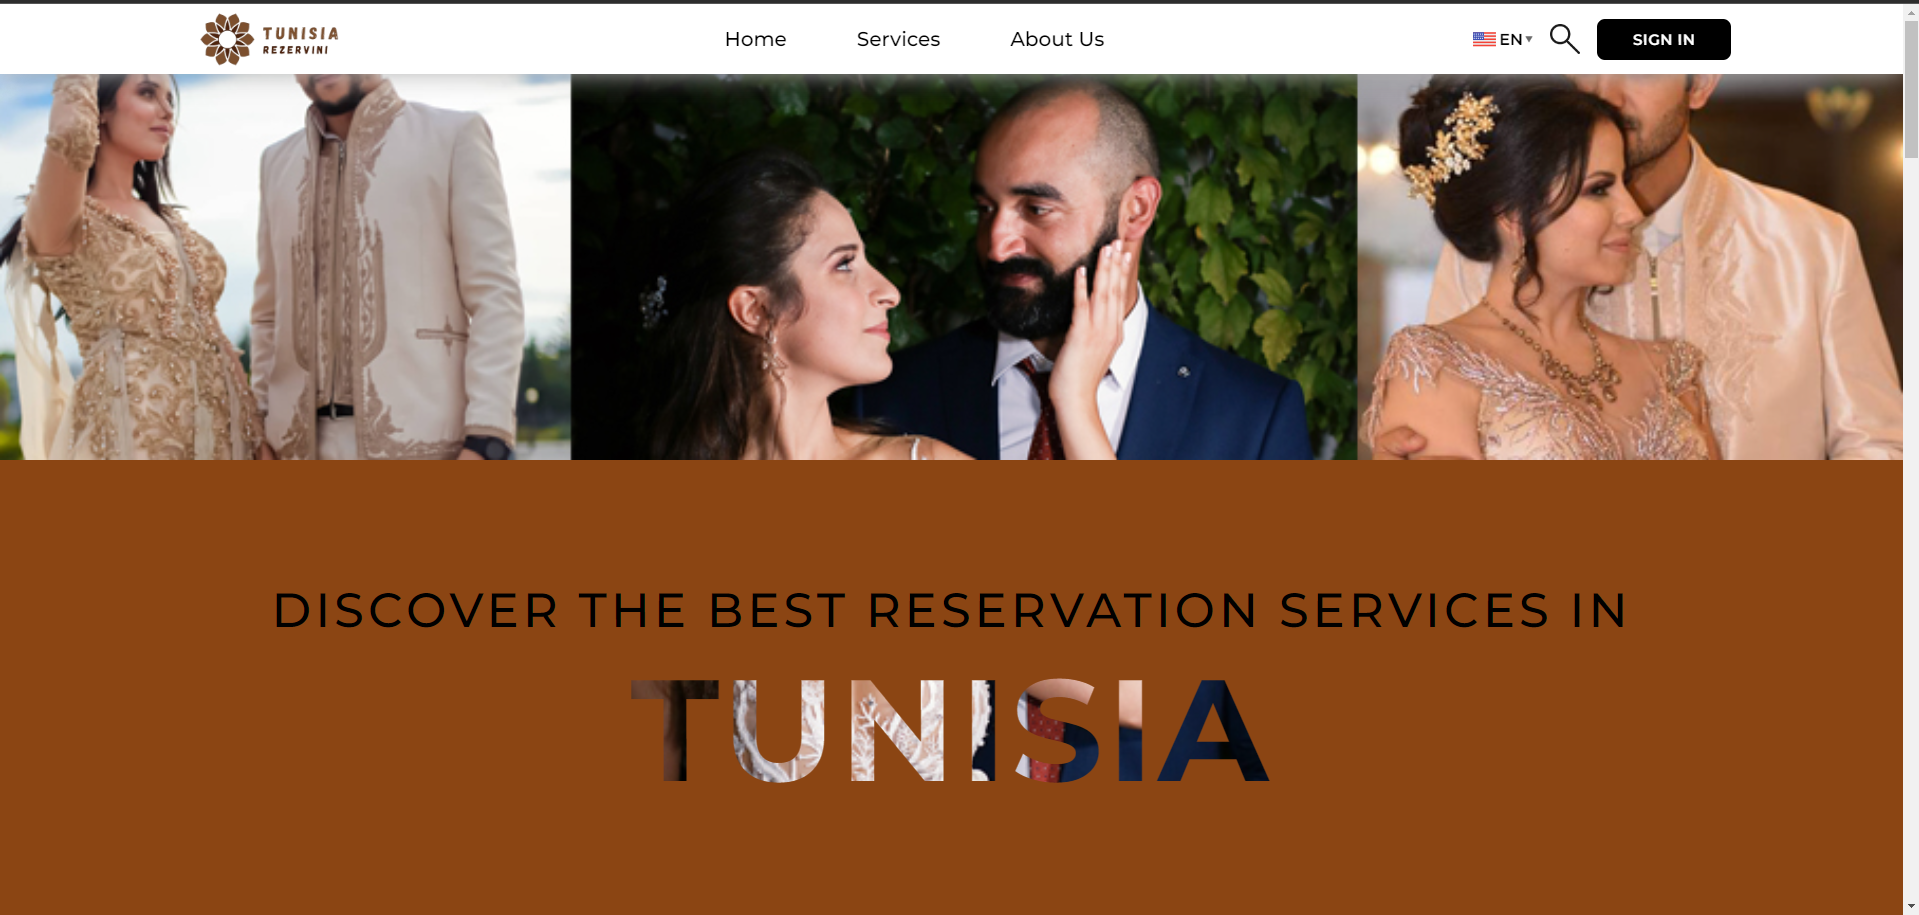 TUNISIA
REZERVINI
Home
Services
About Us
EN
SIGN IN
DISCOVER THE BEST RESERVATION SERVICES IN
TUNISIA